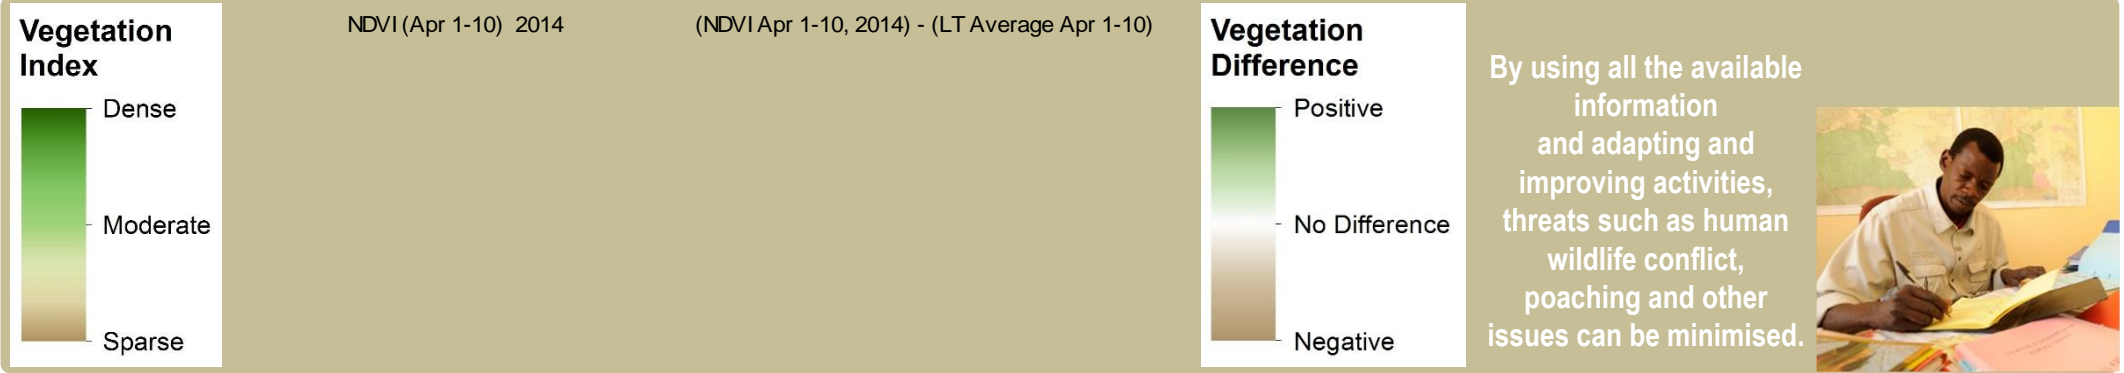 Vegetation
Index
Dense
Moderate
Sparse
NDVI (Apr 1-10) 2014
(NDVI Apr 1-10, 2014) - (LT Average Apr 1-10)
Vegetation
Difference
Positive
No Difference
Negative
By using all the available
information
and adapting and
improving activities,
threats such as human
wildlife conflict,
poaching and other
issues can be minimised.